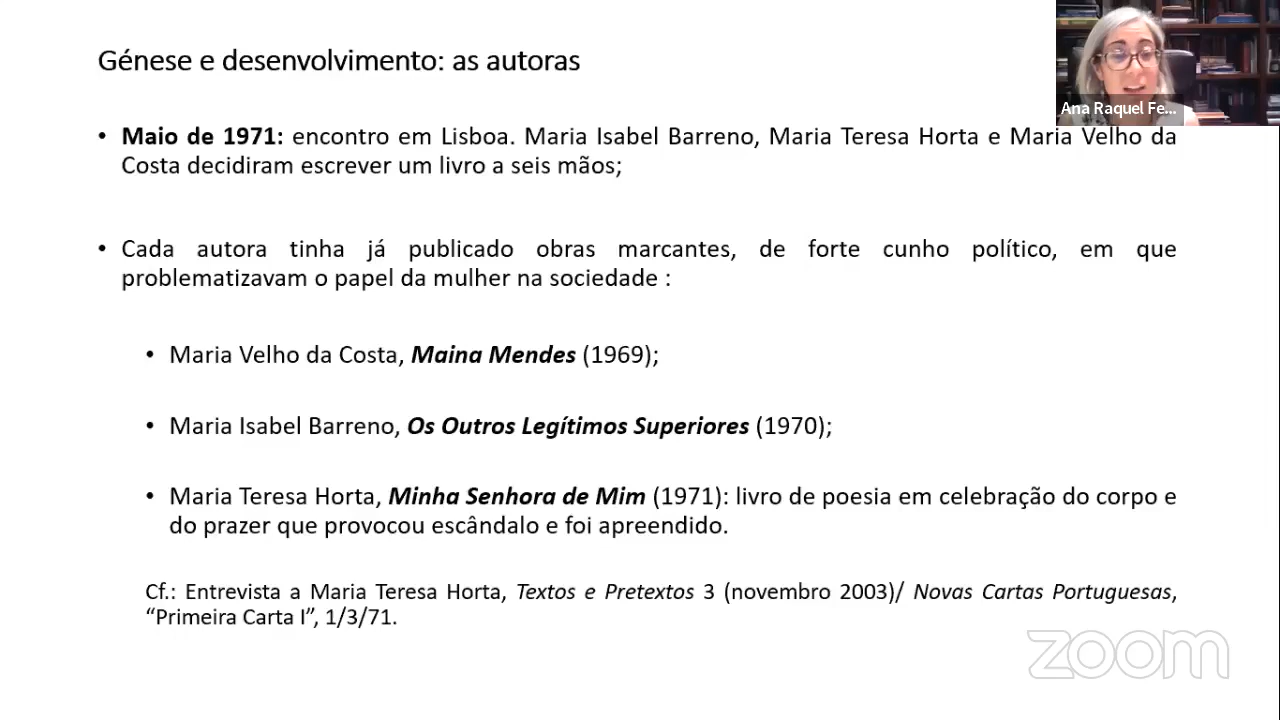 Génese e desenvolvimento: as autoras
Ana Raquel Fe...
• Maio de 1971: encontro em Lisboa. Maria Isabel Barreno, Maria Teresa Horta e Maria Velho da
Costa decidiram escrever um livro a seis mãos;
• Cada autora tinha já publicado obras marcantes, de forte cunho político, em que
problematizavam o papel da mulher na sociedade :
• Maria Velho da Costa, Maina Mendes (1969);
• Maria Isabel Barreno, Os Outros Legítimos Superiores (1970);
• Maria Teresa Horta, Minha Senhora de Mim (1971): livro de poesia em celebração do corpo e
do prazer que provocou escândalo e foi apreendido.
Cf.: Entrevista a Maria Teresa Horta, Textos e Pretextos 3 (novembro 2003)/ Novas Cartas Portuguesas,
“Primeira Carta I”, 1/3/71.
zoom